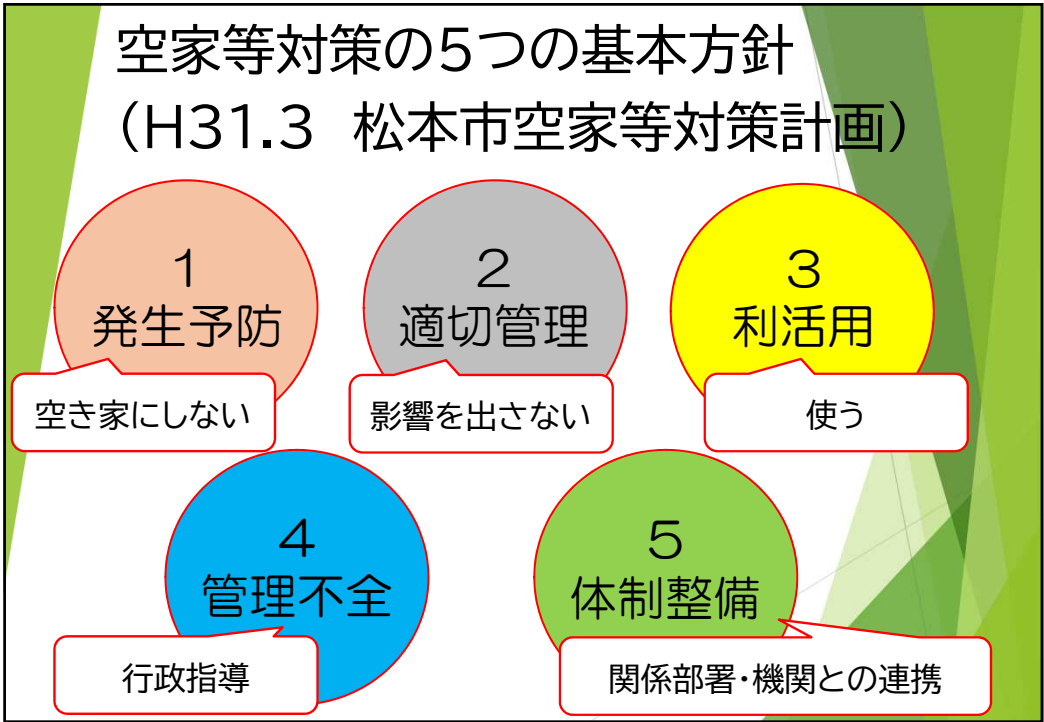 空家等対策の5つの基本方針
（H31.3　松本市空家等対策計画）
1
発生予防
空き家にしない
2
適切管理
影響を出さない
3
利活用
使う
4
管理不全
行政指導
5
体制整備
関係部署・機関との連携